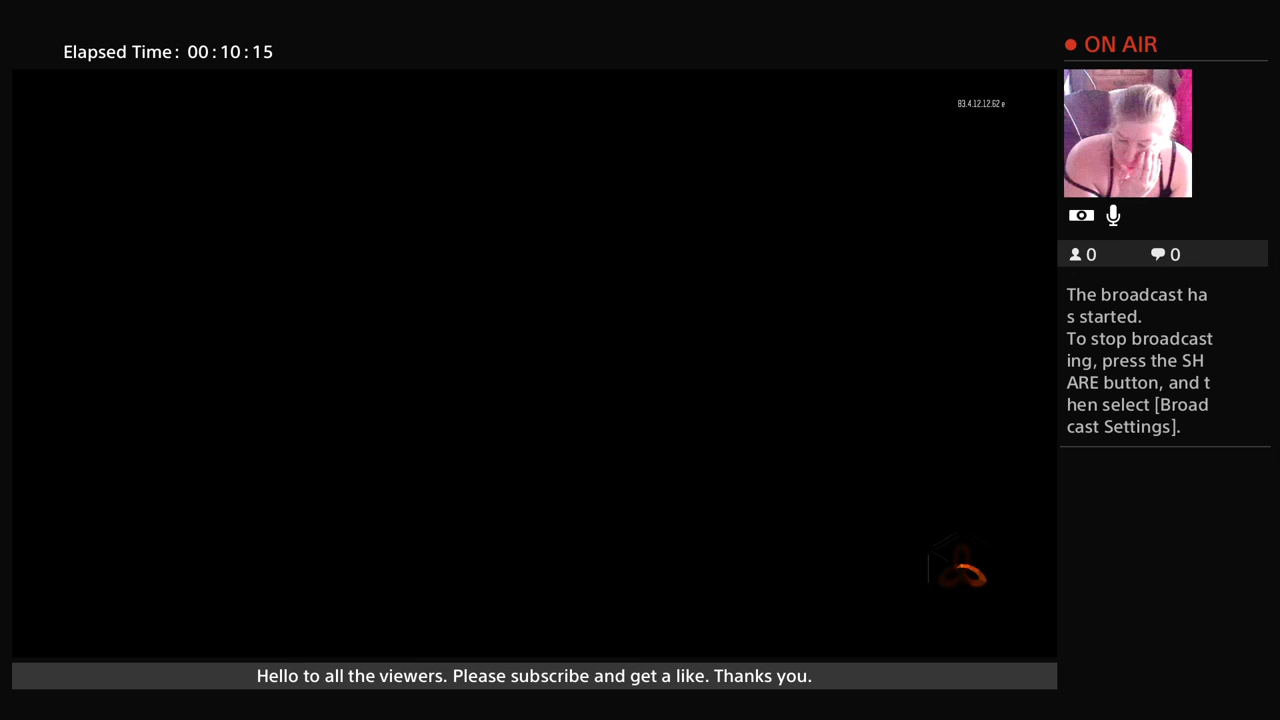 Elapsed Time: 00:10:15
ON AIR
83.4.12.12.62 e
0
0
The broadcast ha
s started.
To stop broadcast
ing, press the SH
ARE button, and t
hen select [Broad
cast Settings].
Hello to all the viewers. Please subscribe and get a like. Thanks you.